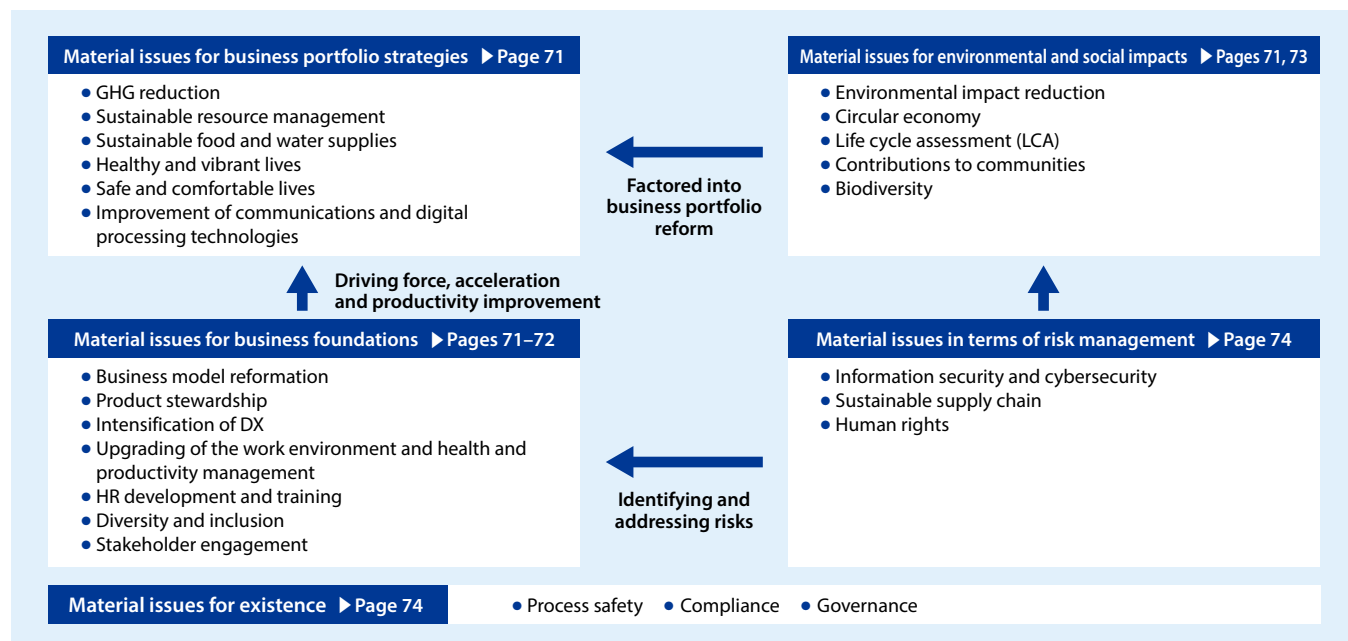 Material issues for business portfolio strategies ▶ Page 71
• GHG reduction
• Sustainable resource management
• Sustainable food and water supplies
• Healthy and vibrant lives
• Safe and comfortable lives
• Improvement of communications and digital
processing technologies
Factored into
business portfolio
reform
Material issues for environmental and social impacts ▶ Pages 71, 73
• Environmental impact reduction
• Circular economy
• Life cycle assessment (LCA)
• Contributions to communities
• Biodiversity
Driving force, acceleration
and productivity improvement
Material issues for business foundations ▶ Pages 71–72
• Business model reformation
• Product stewardship
• Intensification of DX
• Upgrading of the work environment and health and
productivity management
• HR development and training
• Diversity and inclusion
• Stakeholder engagement
Identifying and
addressing risks
Material issues in terms of risk management ▶ Page 74
• Information security and cybersecurity
• Sustainable supply chain
• Human rights
Material issues for existence ▶ Page 74
• Process safety • Compliance • Governance